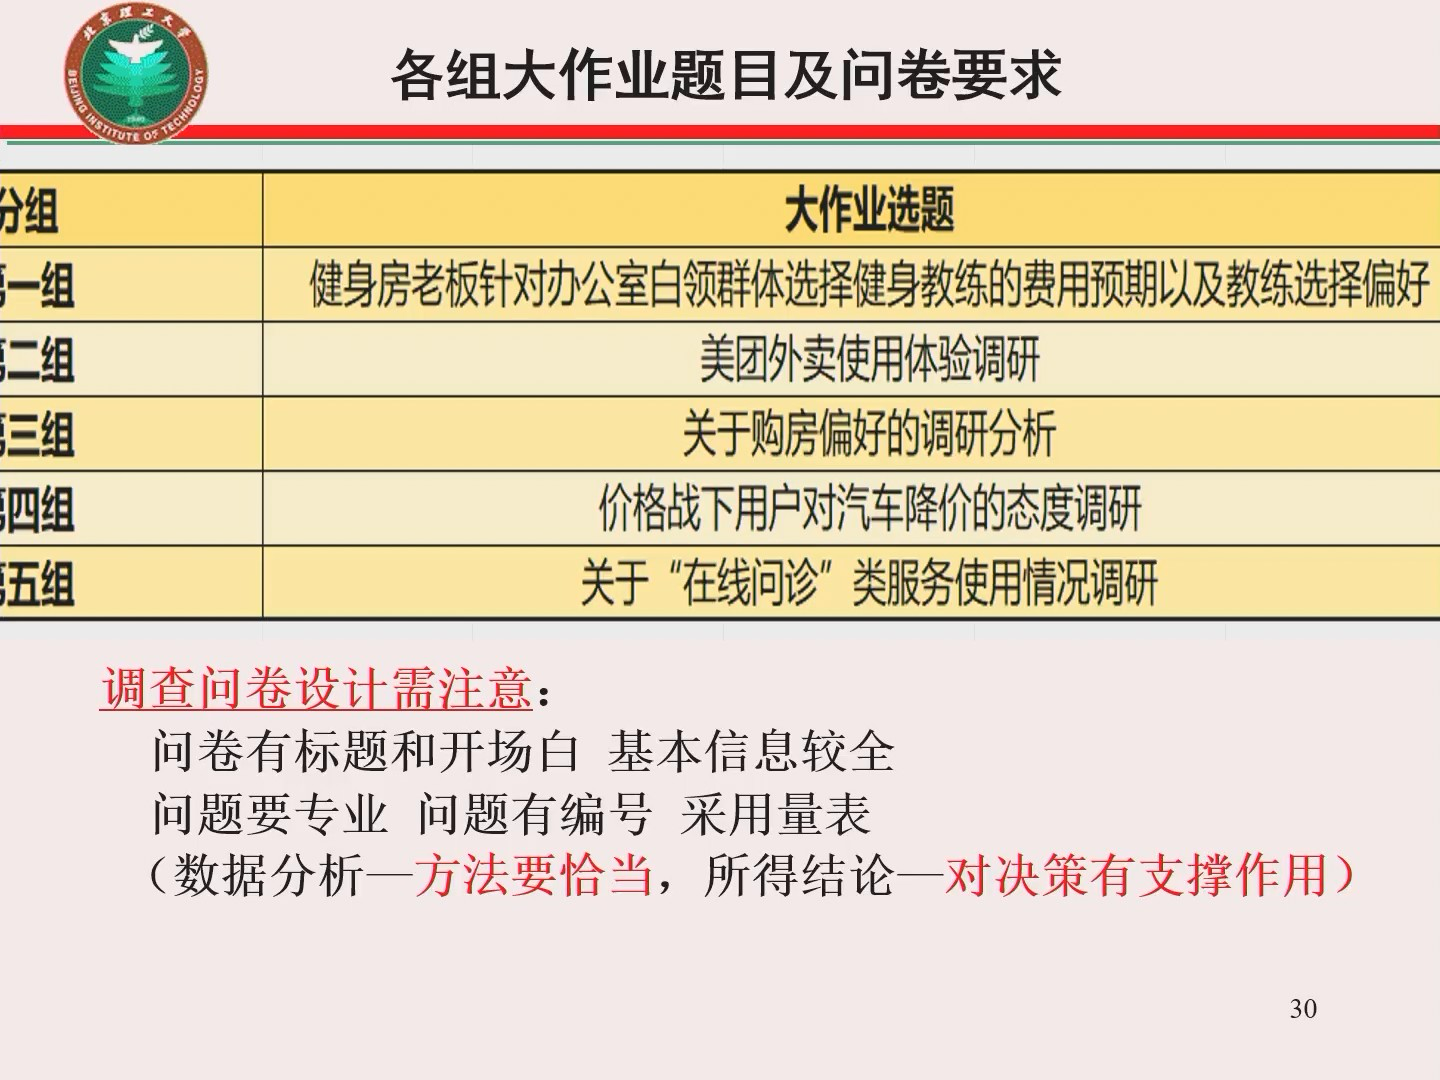 北京理工大学
BEIJING INSTITUTE OF TECHNOLOGY
1940
各组大作业题目及问卷要求
分组 大作业选题
第一组 健身房老板针对办公室白领群体选择健身教练的费用预期以及教练选择偏好
第二组 美团外卖使用体验调研
第三组 关于购房偏好的调研分析
第四组 价格战下用户对汽车降价的态度调研
第五组 关于“在线问诊”类服务使用情况调研
调查问卷设计需注意：
问卷有标题和开场白 基本信息较全
问题要专业 问题有编号 采用量表
（数据分析—方法要恰当，所得结论—对决策有支撑作用）
30